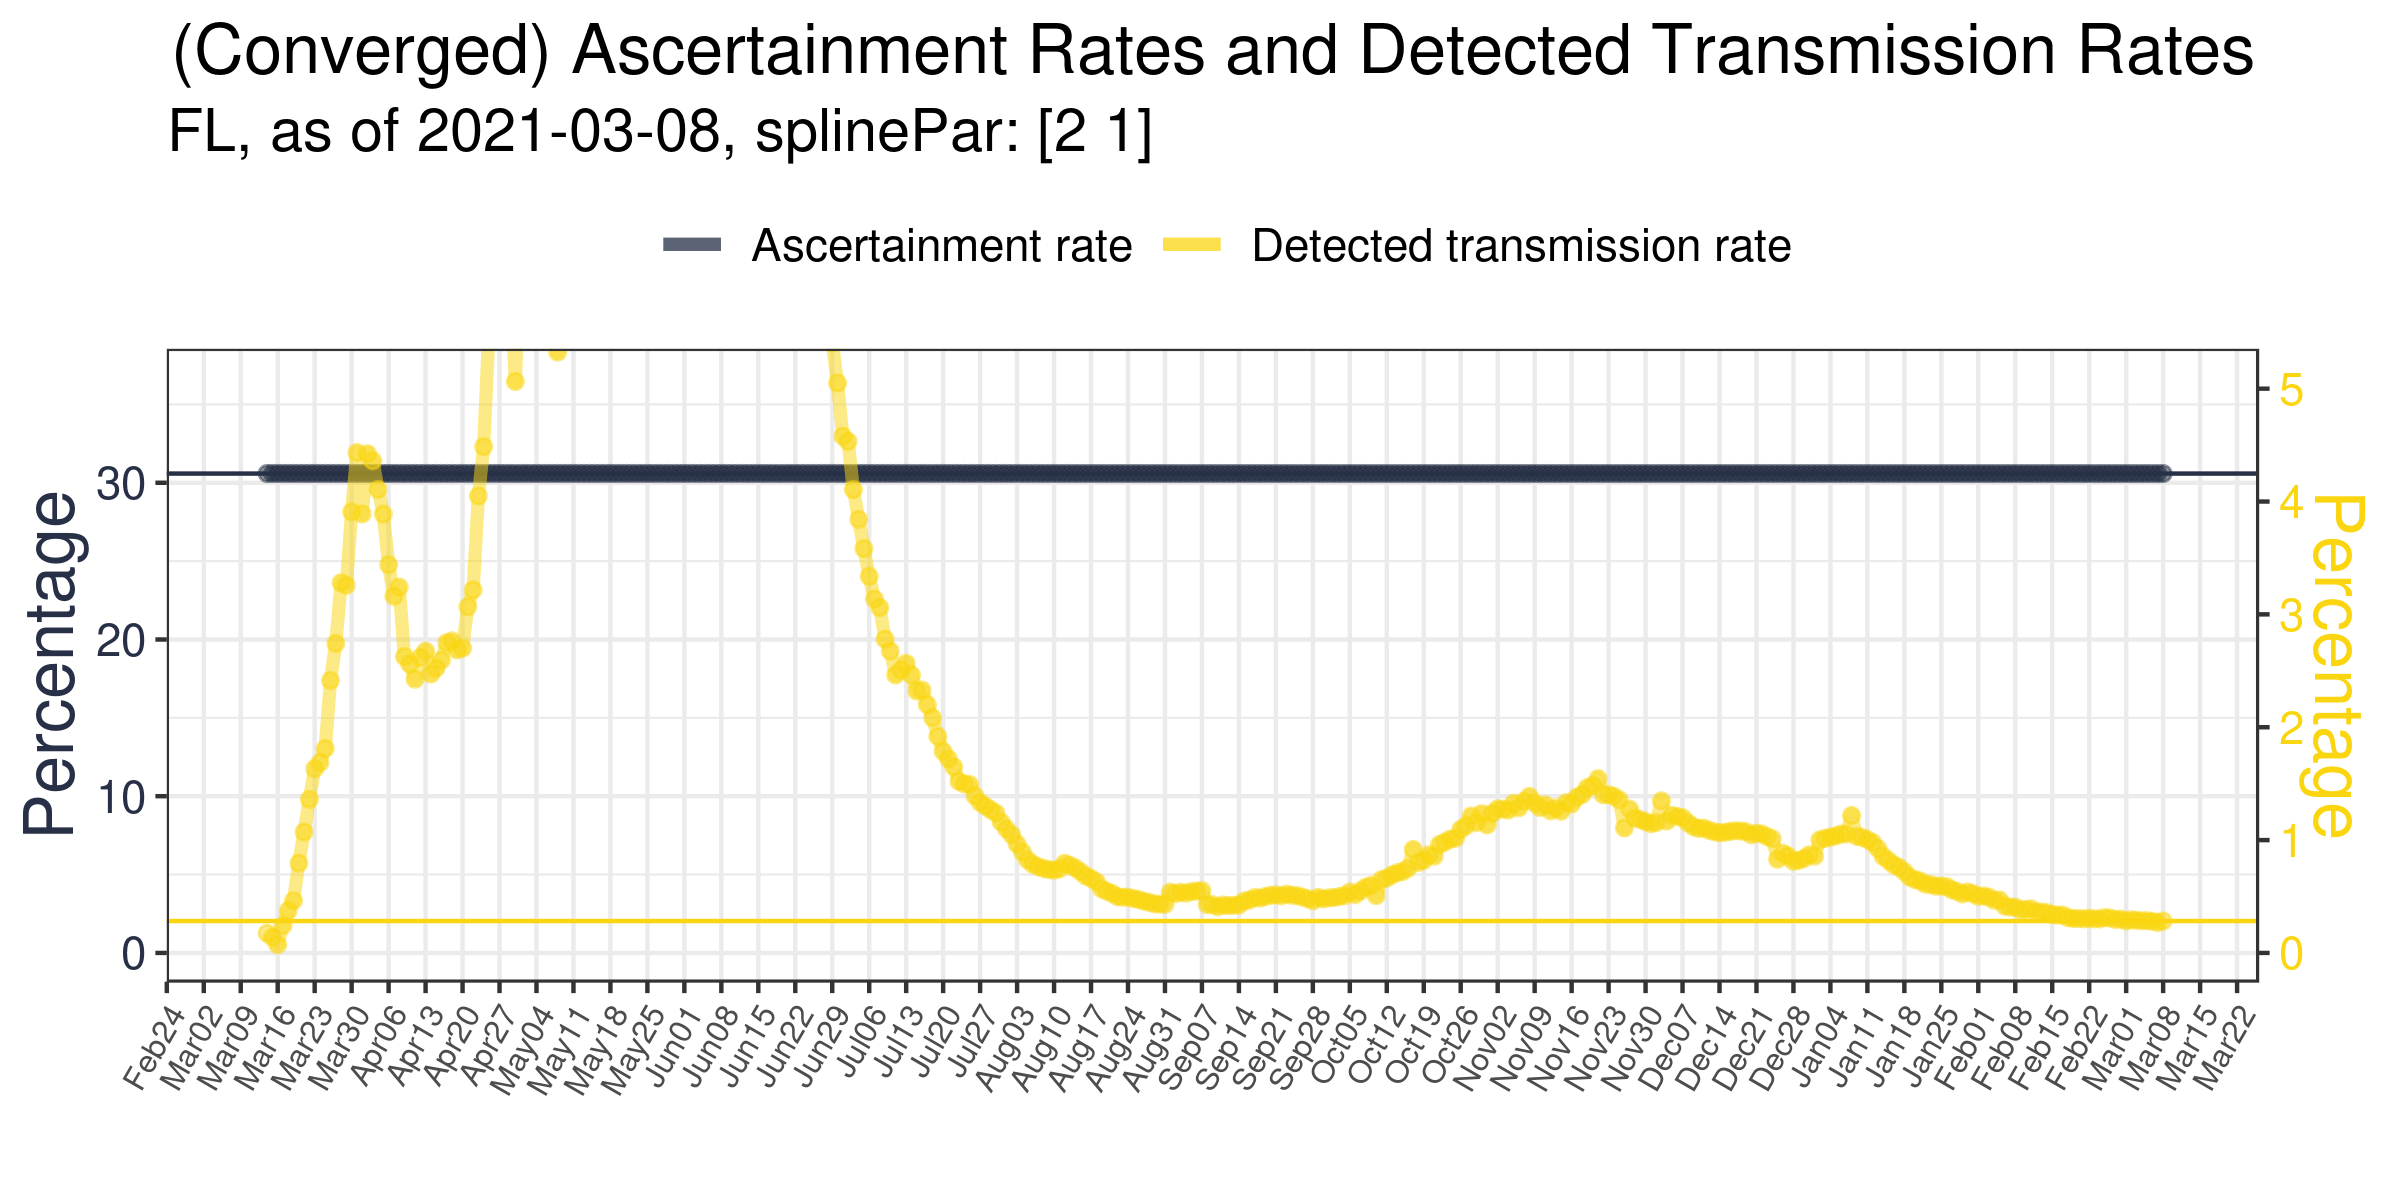 (Converged) Ascertainment Rates and Detected Transmission Rates
FL, as of 2021-03-08, splinePar: [2 1]
Ascertainment rate Detected transmission rate
Percentage
30
20
10
0
5
4
3
2
1
0
Percentage
Feb24 Mar02 Mar09 Mar16 Mar23 Mar30 Apr06 Apr13 Apr20 Apr27 May04 May11 May18 May25 Jun01 Jun08 Jun15 Jun22 Jun29 Jul06 Jul13 Jul20 Jul27 Aug03 Aug10 Aug17 Aug24 Aug31 Sep07 Sep14 Sep21 Sep28 Oct05 Oct12 Oct19 Oct26 Nov02 Nov09 Nov16 Nov23 Nov30 Dec07 Dec14 Dec21 Dec28 Jan04 Jan11 Jan18 Jan25 Feb01 Feb08 Feb15 Feb22 Mar01 Mar08 Mar15 Mar22